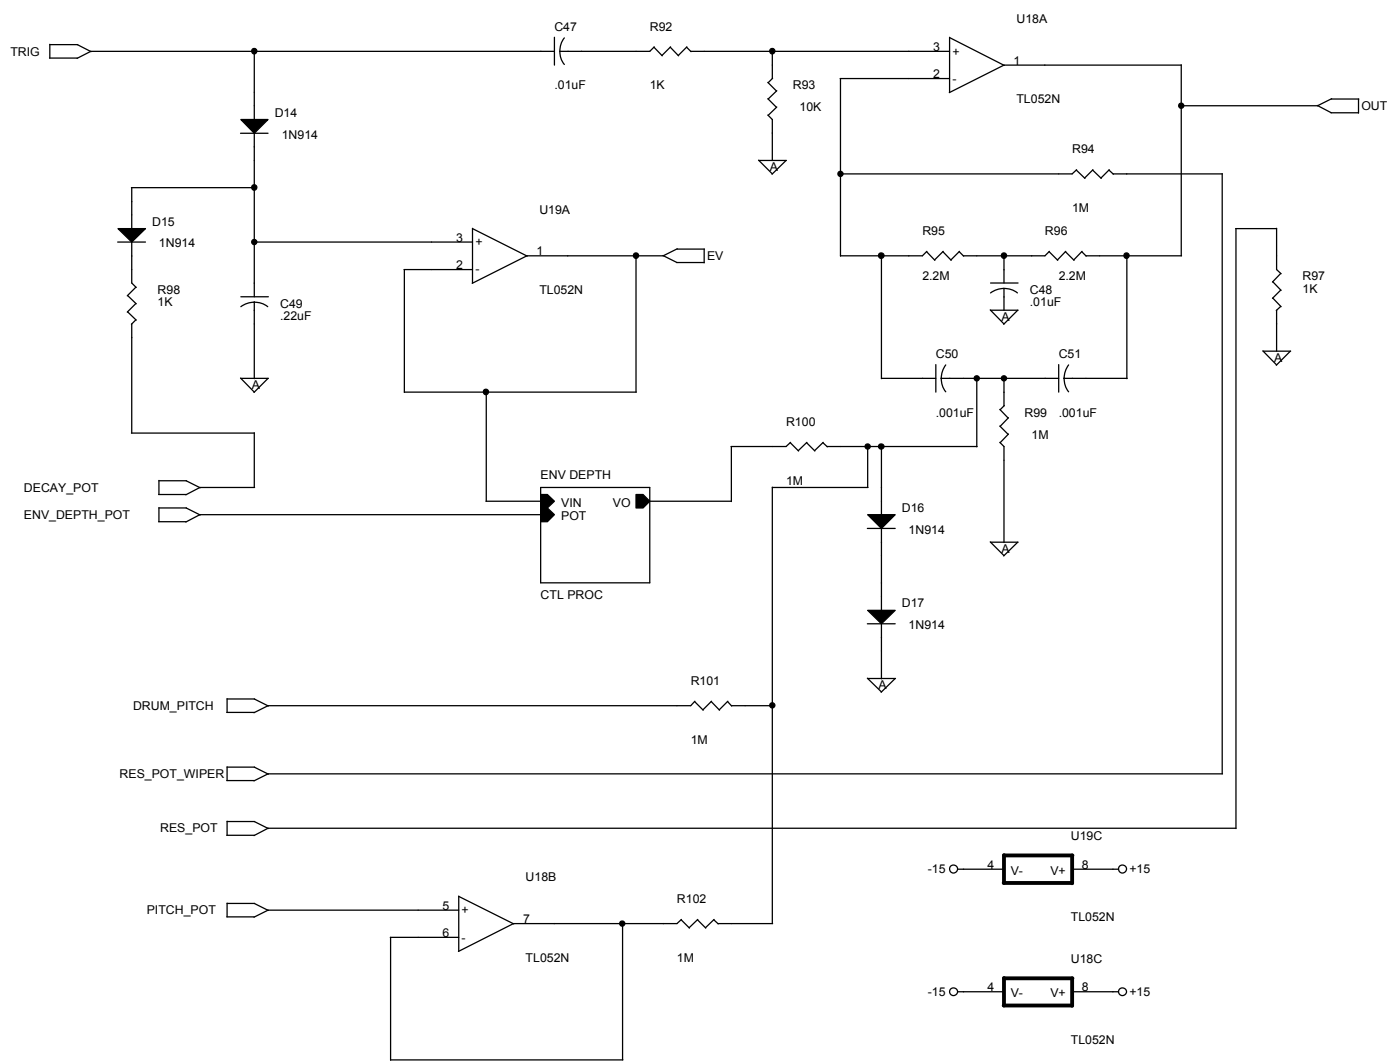 U18A
C47
R92
TRIG
3
+
1
2
-
.01uF
1K
R93
10K
TL052N
OUT
D14
1N914
A
R94
1M
D15
1N914
U19A
3
+
1
2
-
EV
TL052N
R95
R96
2.2M
2.2M
C48
.01uF
A
R97
1K
A
R98
1K
C49
.22uF
A
C50
C51
.001uF
.001uF
R99
1M
A
R100
1M
DECAY_POT
ENV_DEPTH_POT
ENV DEPTH
VIN
VO
POT
CTL PROC
D16
1N914
D17
1N914
A
R101
1M
DRUM_PITCH
RES_POT_WIPER
RES_POT
U19C
-15
4
V-
V+
8
+15
TL052N
U18B
PITCH_POT
5
+
7
6
-
TL052N
R102
1M
U18C
-15
4
V-
V+
8
+15
TL052N